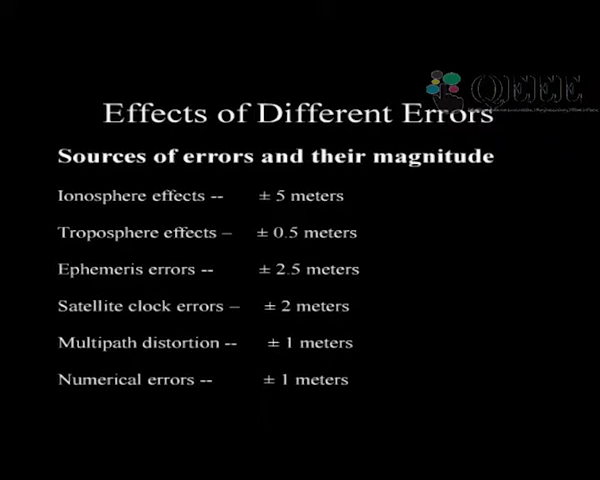 QEEE
Effects of Different Errors
Sources of errors and their magnitude
Ionosphere effects -- ± 5 meters
Troposphere effects – ± 0.5 meters
Ephemeris errors -- ± 2.5 meters
Satellite clock errors – ± 2 meters
Multipath distortion -- ± 1 meters
Numerical errors -- ± 1 meters